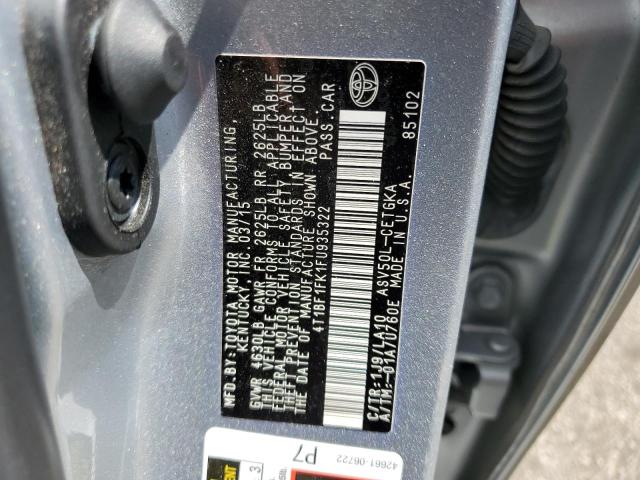 MFD.BY:TOYOTA MOTOR MANUFACTURING,
KENTUCKY, INC. 03/15
GVWR 4630LB GAWR FR 2625LB RR 2625LB
THIS VEHICLE CONFORMS TO ALL APPLICABLE
FEDERAL MOTOR VEHICLE SAFETY, BUMPER, AND
THEFT PREVENTION STANDARDS IN EFFECT ON
THE DATE OF MANUFACTURE SHOWN ABOVE.
4T1BF1FK1FU935322 PASS.CAR
C/TR:1J9/LA10 ASV50L-CETGKA
A/TM:-01A/U760E MADE IN U.S.A. 85102
P7
42661-06722
3